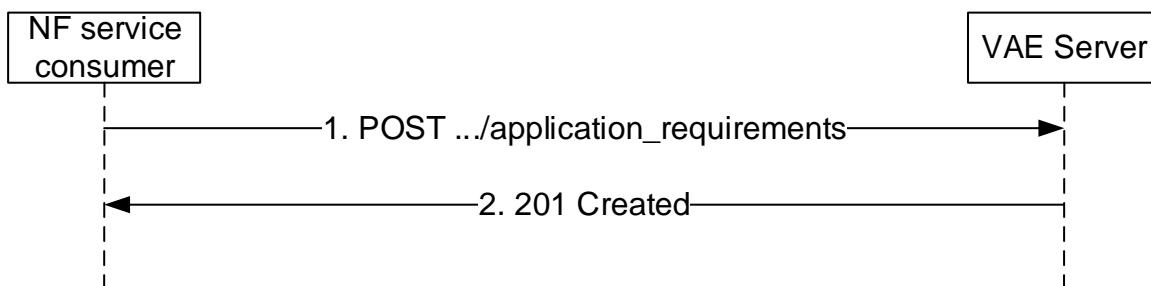 NF service
consumer
VAE Server
1. POST .../application_requirements
2. 201 Created